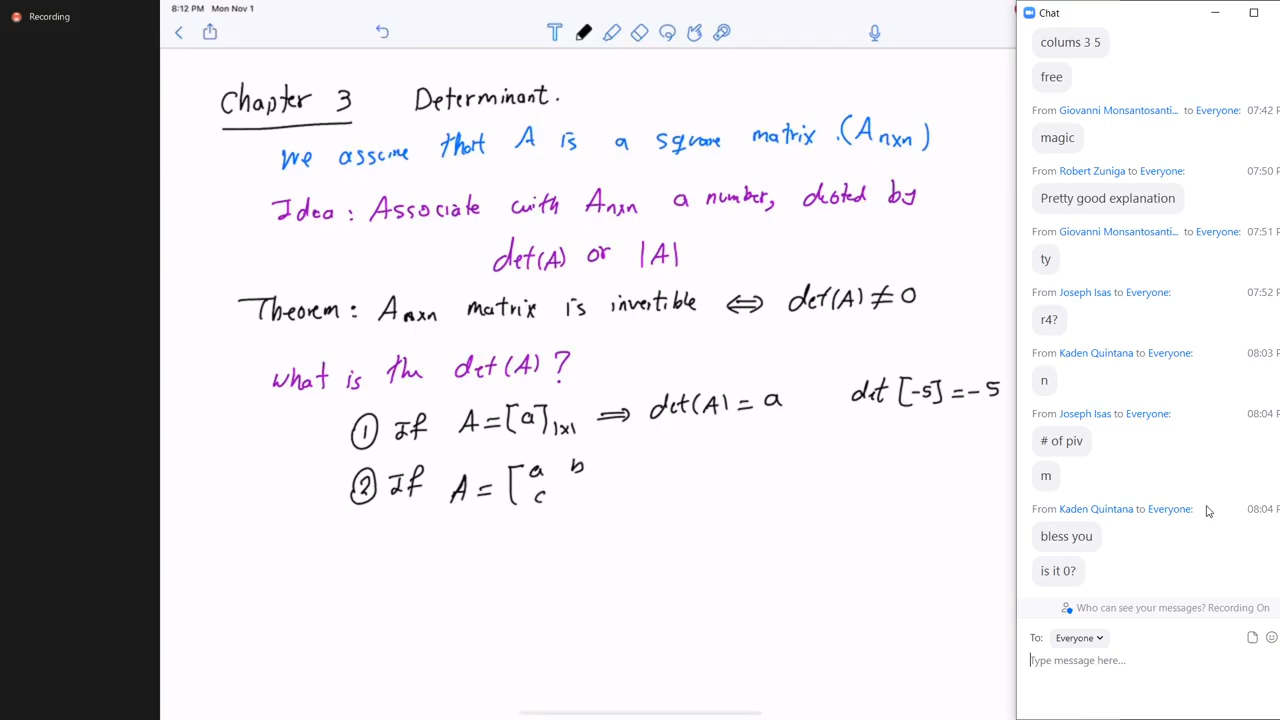 Recording
8:12 PM Mon Nov 1
Chapter 3 Determinant.
We assume that A is a square matrix. (Anxn)
Idea: Associate with Anxn a number, deoted by
det(A) or |A|
Theorem: Anxn matrix is invertible ⟺ det(A) ≠ 0
what is the det(A)?
① If A = [a]1x1 ⟹ det(A) = a det [-5] = -5
② If A = [a b
c
Chat
colums 3 5
free
From Giovanni Monsantosanti... to Everyone: 07:42 P
magic
From Robert Zuniga to Everyone: 07:50 P
Pretty good explanation
From Giovanni Monsantosanti... to Everyone: 07:51 P
ty
From Joseph Isas to Everyone: 07:52 P
r4?
From Kaden Quintana to Everyone: 08:03 P
n
From Joseph Isas to Everyone: 08:04 P
# of piv
m
From Kaden Quintana to Everyone: 08:04 P
bless you
is it 0?
Who can see your messages? Recording On
To: Everyone
Type message here...